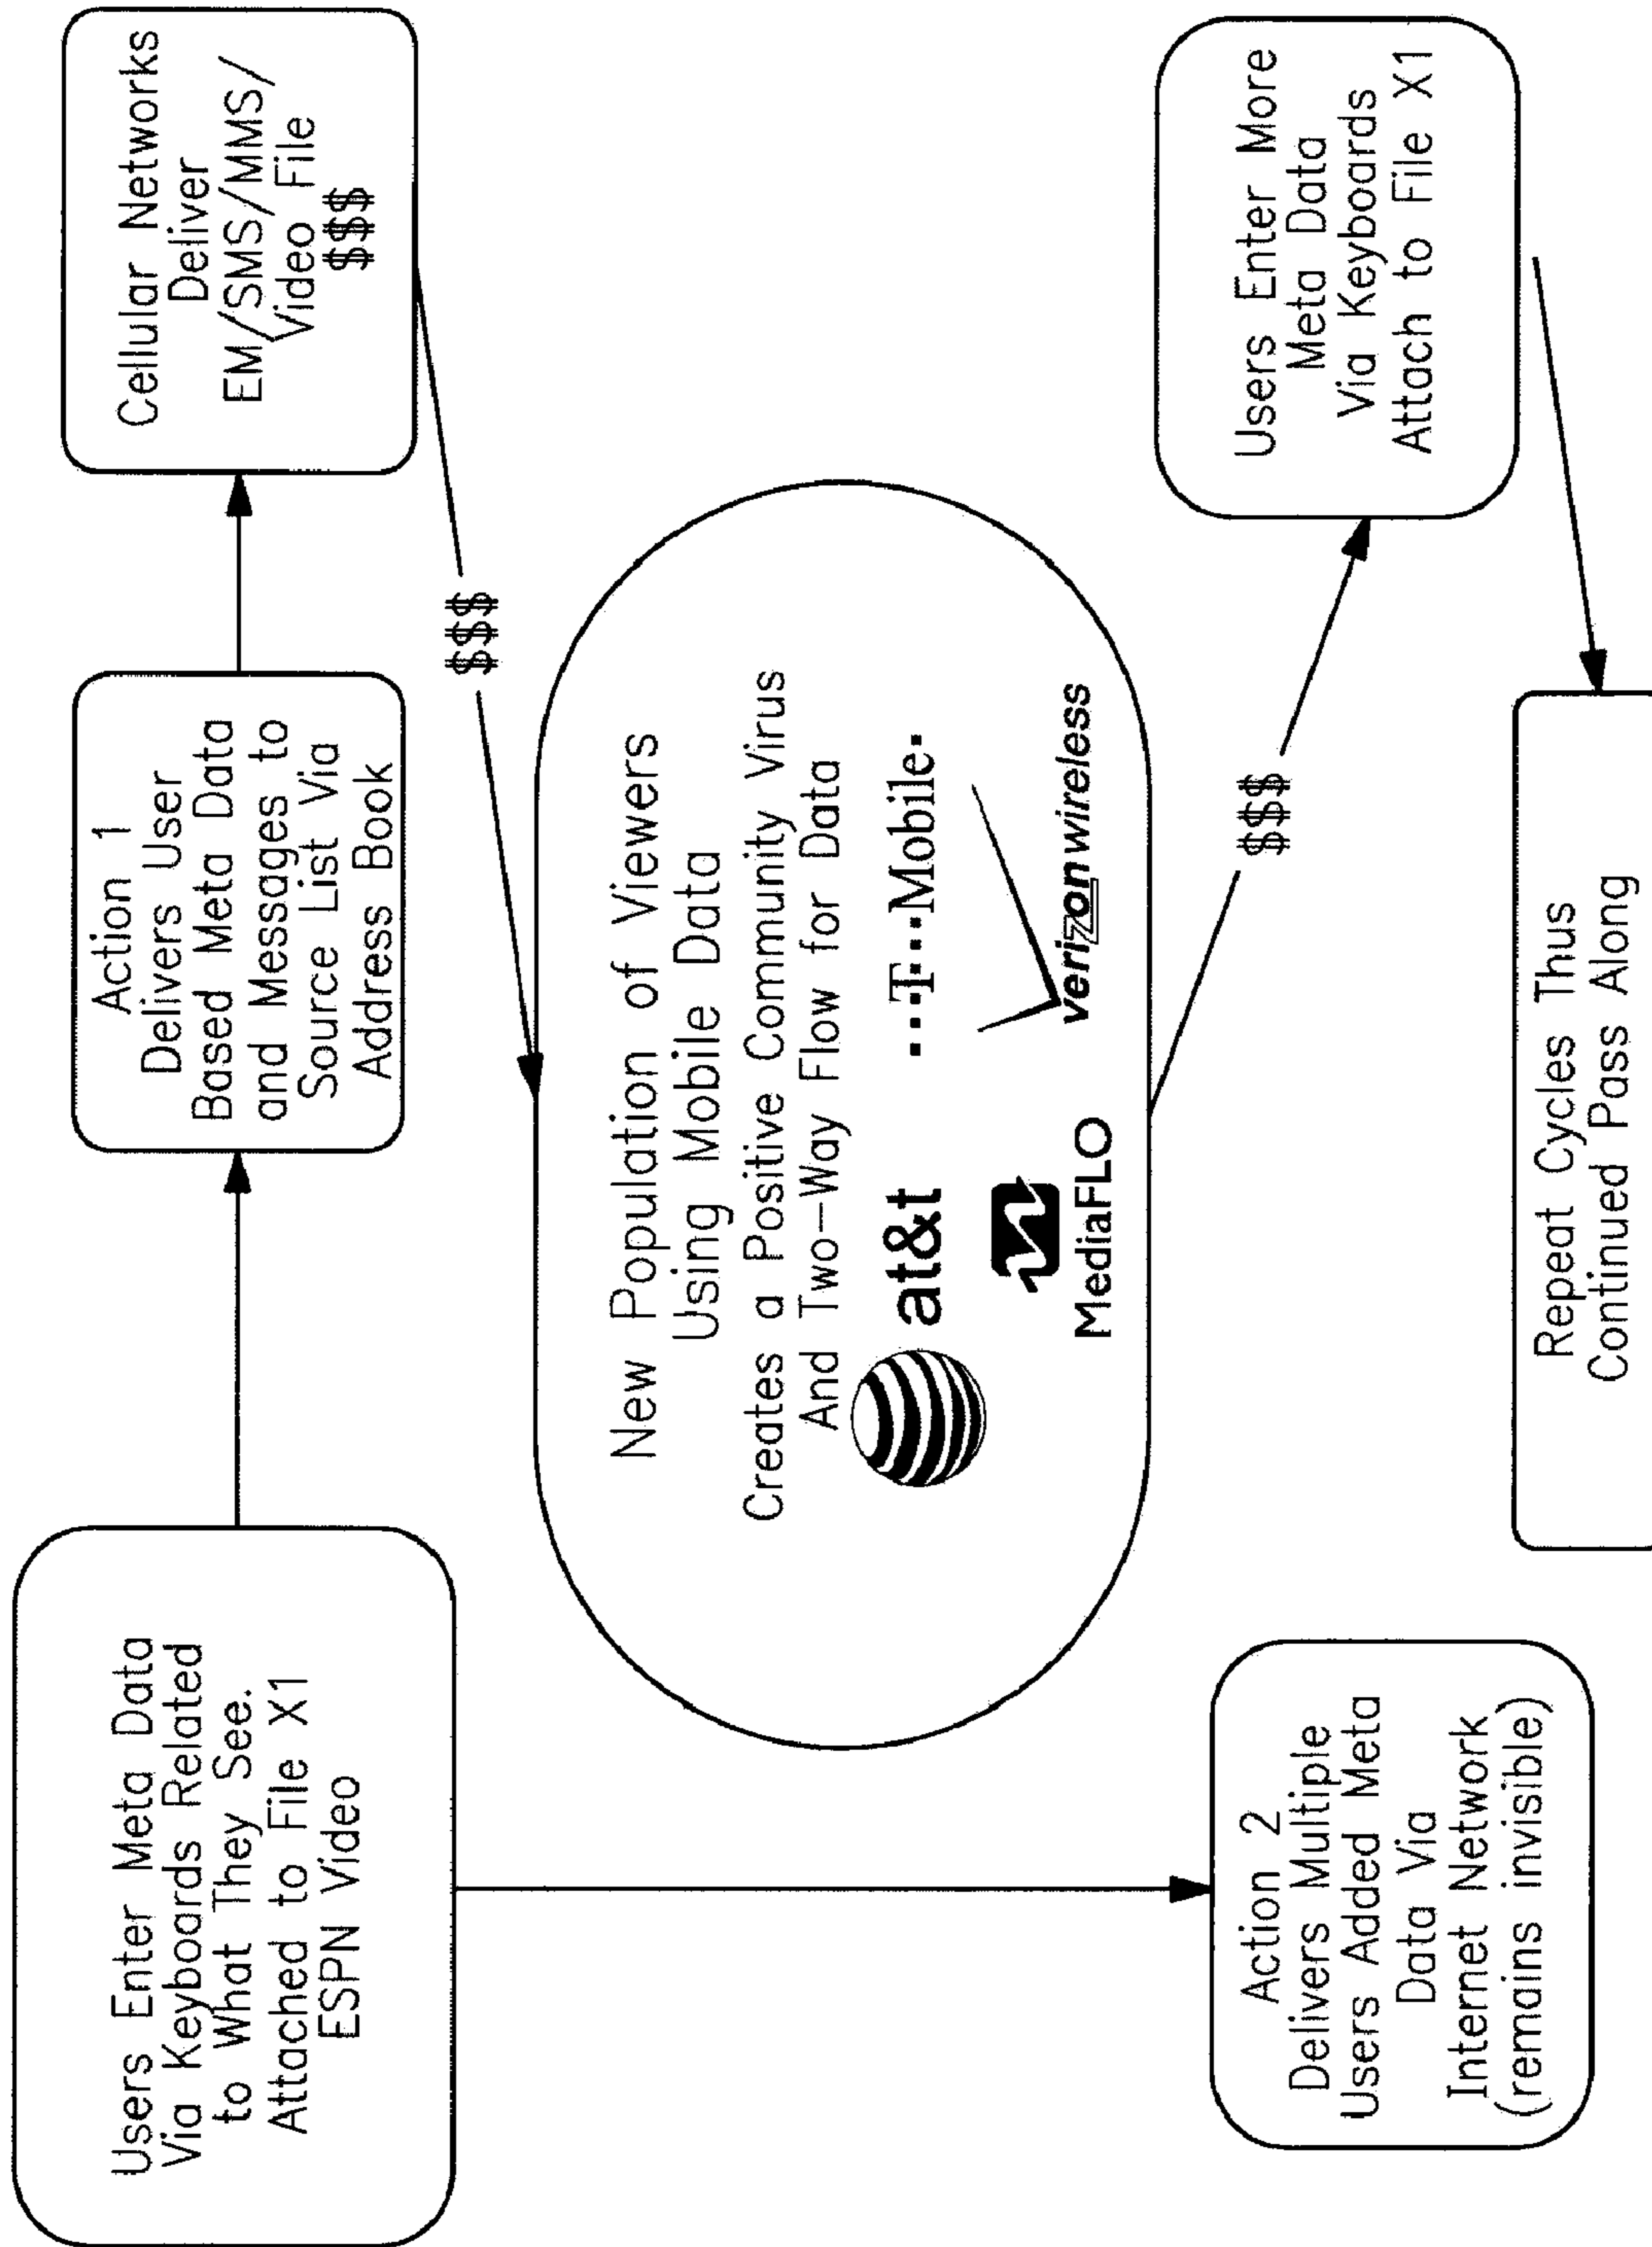 Users Enter Meta Data
Via Keyboards Related
to What They See.
Attached to File X1
ESPN Video
Action 1
Delivers User
Based Meta Data
and Messages to
Source List Via
Address Book
Cellular Networks
Deliver
EM/SMS/MMS/
Video File
$$$
$$$
New Population of Viewers
Using Mobile Data
Creates a Positive Community Virus
And Two-Way Flow for Data
at&t
T Mobile
MediaFLO
verizonwireless
$$$
Action 2
Delivers Multiple
Users Added Meta
Data Via
Internet Network
(remains invisible)
Users Enter More
Meta Data
Via Keyboards
Attach to File X1
Repeat Cycles Thus
Continued Pass Along